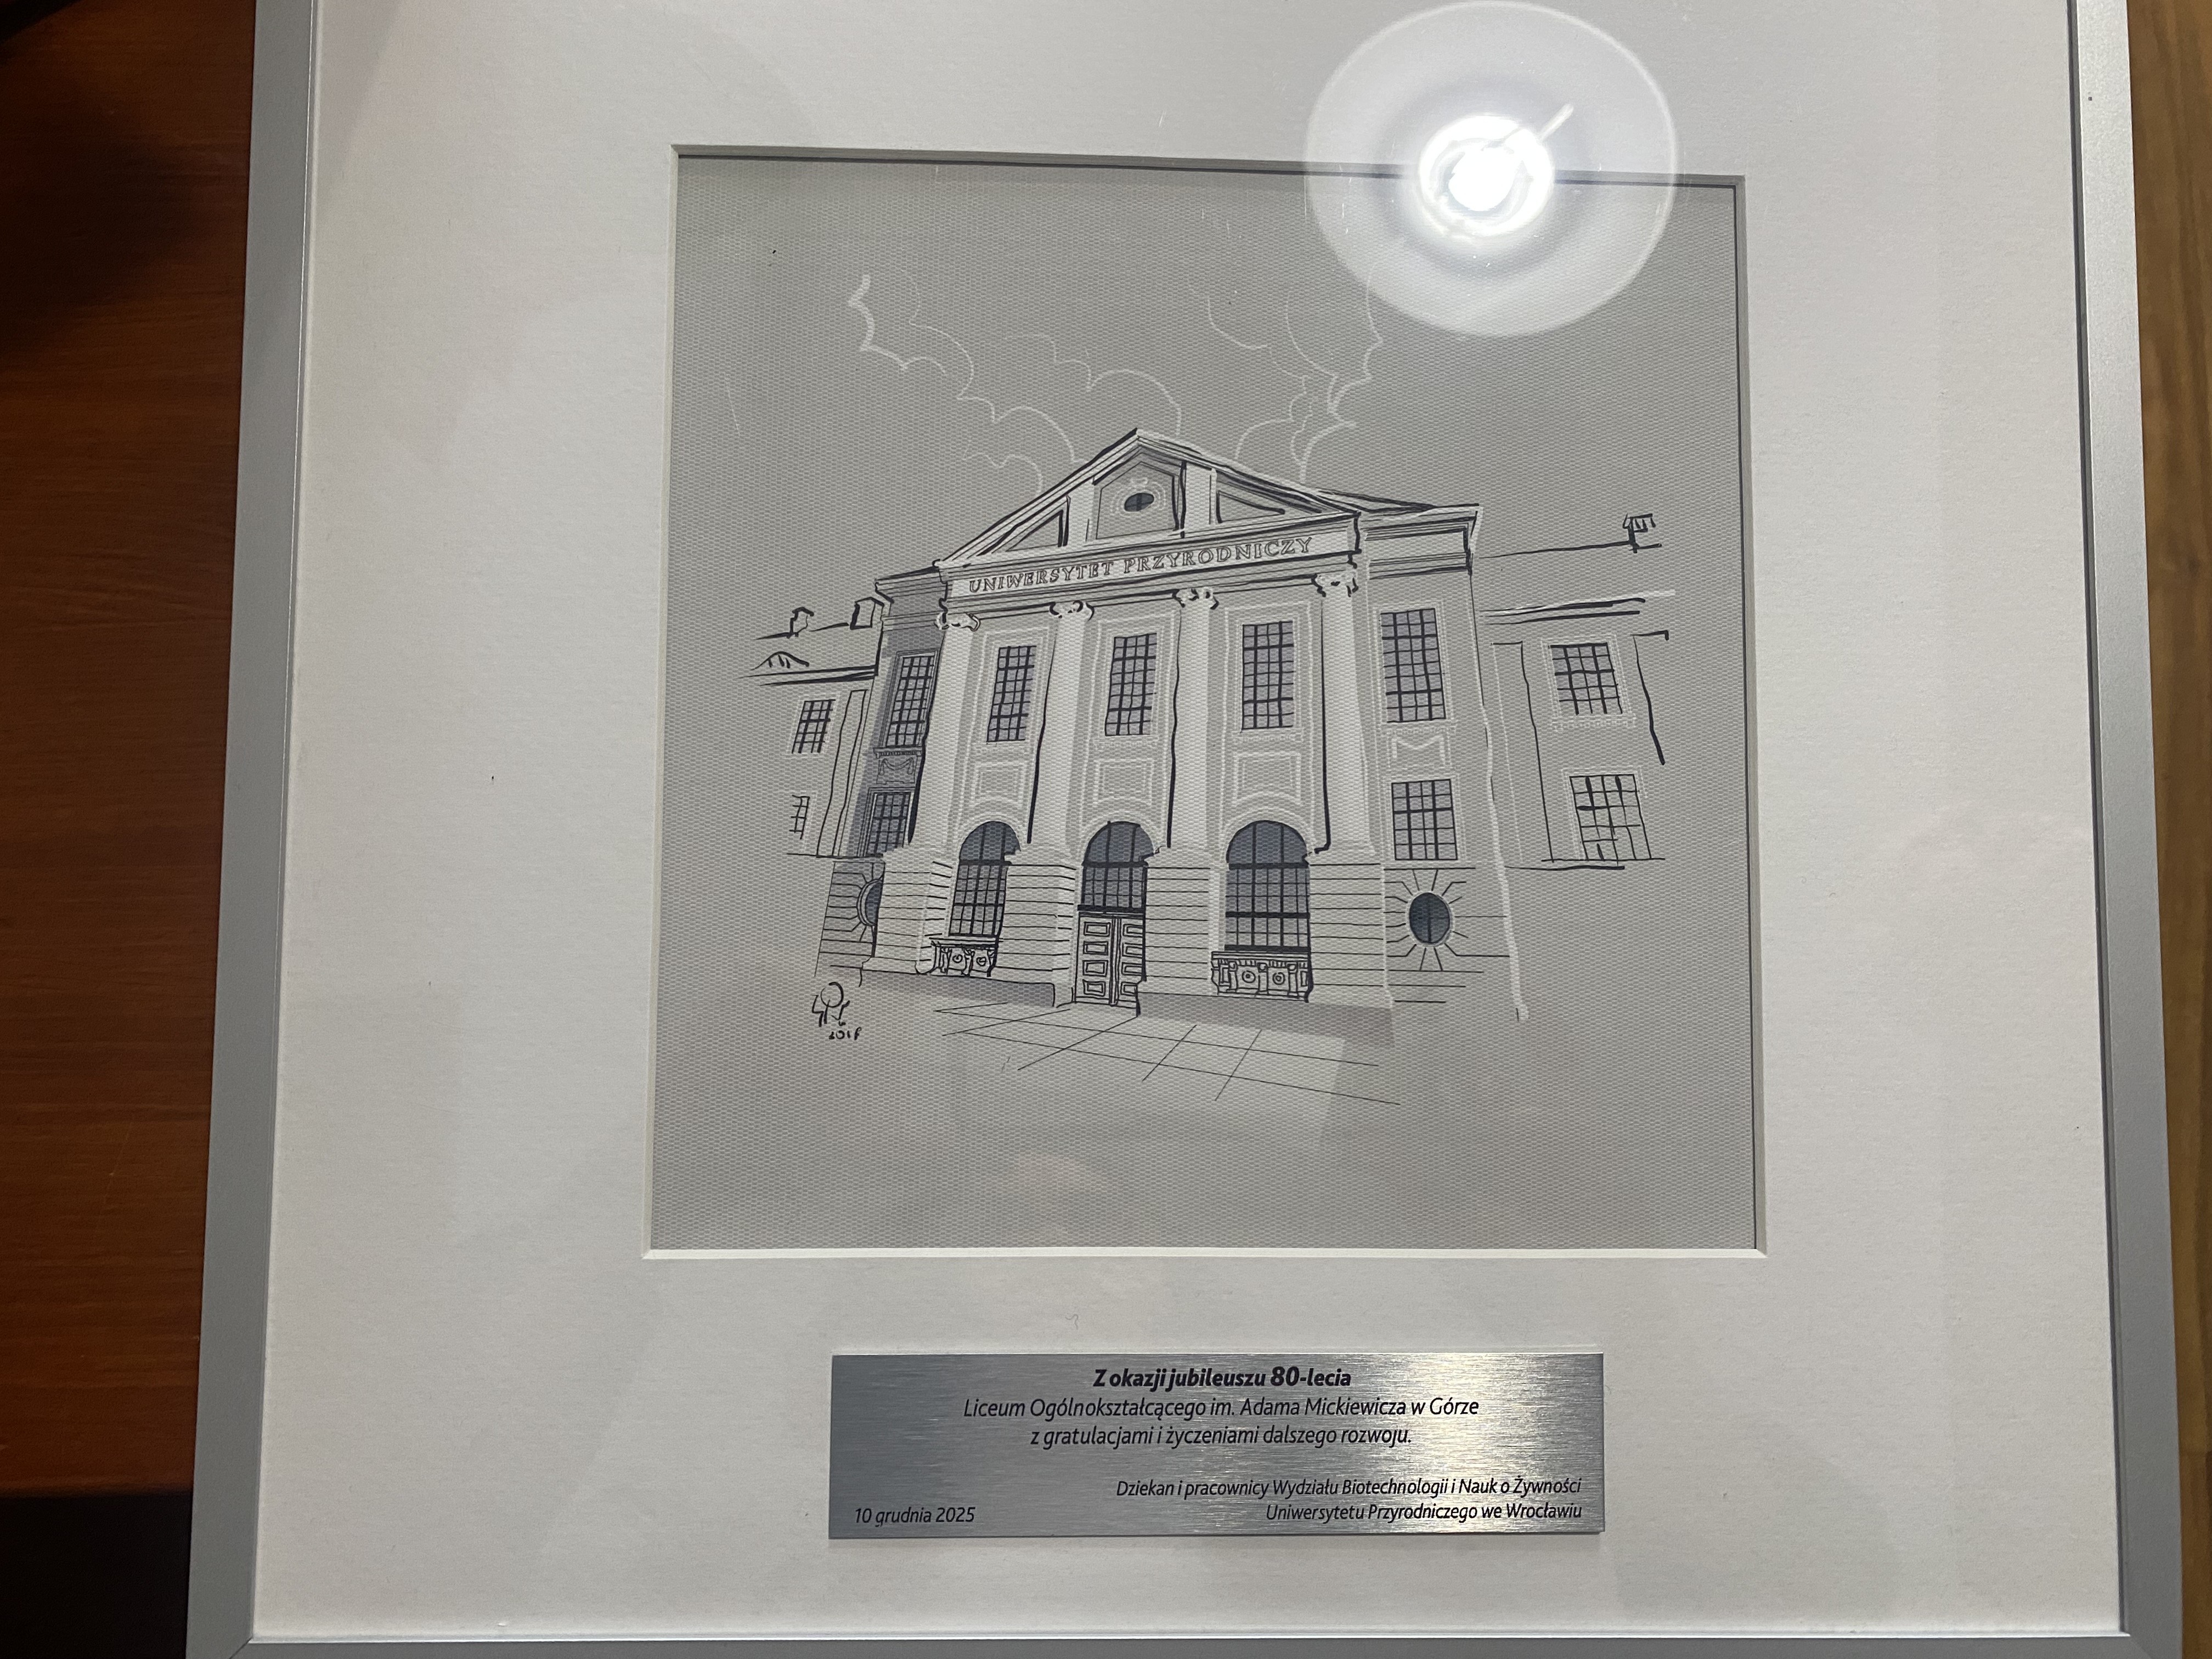 UNIWERSYTET PRZYRODNICZY
Z okazji jubileuszu 80-lecia
Liceum Ogólnokształcącego im. Adama Mickiewicza w Górze
z gratulacjami i życzeniami dalszego rozwoju.
Dziekan i pracownicy Wydziału Biotechnologii i Nauk o Żywności
10 grudnia 2025 Uniwersytetu Przyrodniczego we Wrocławiu